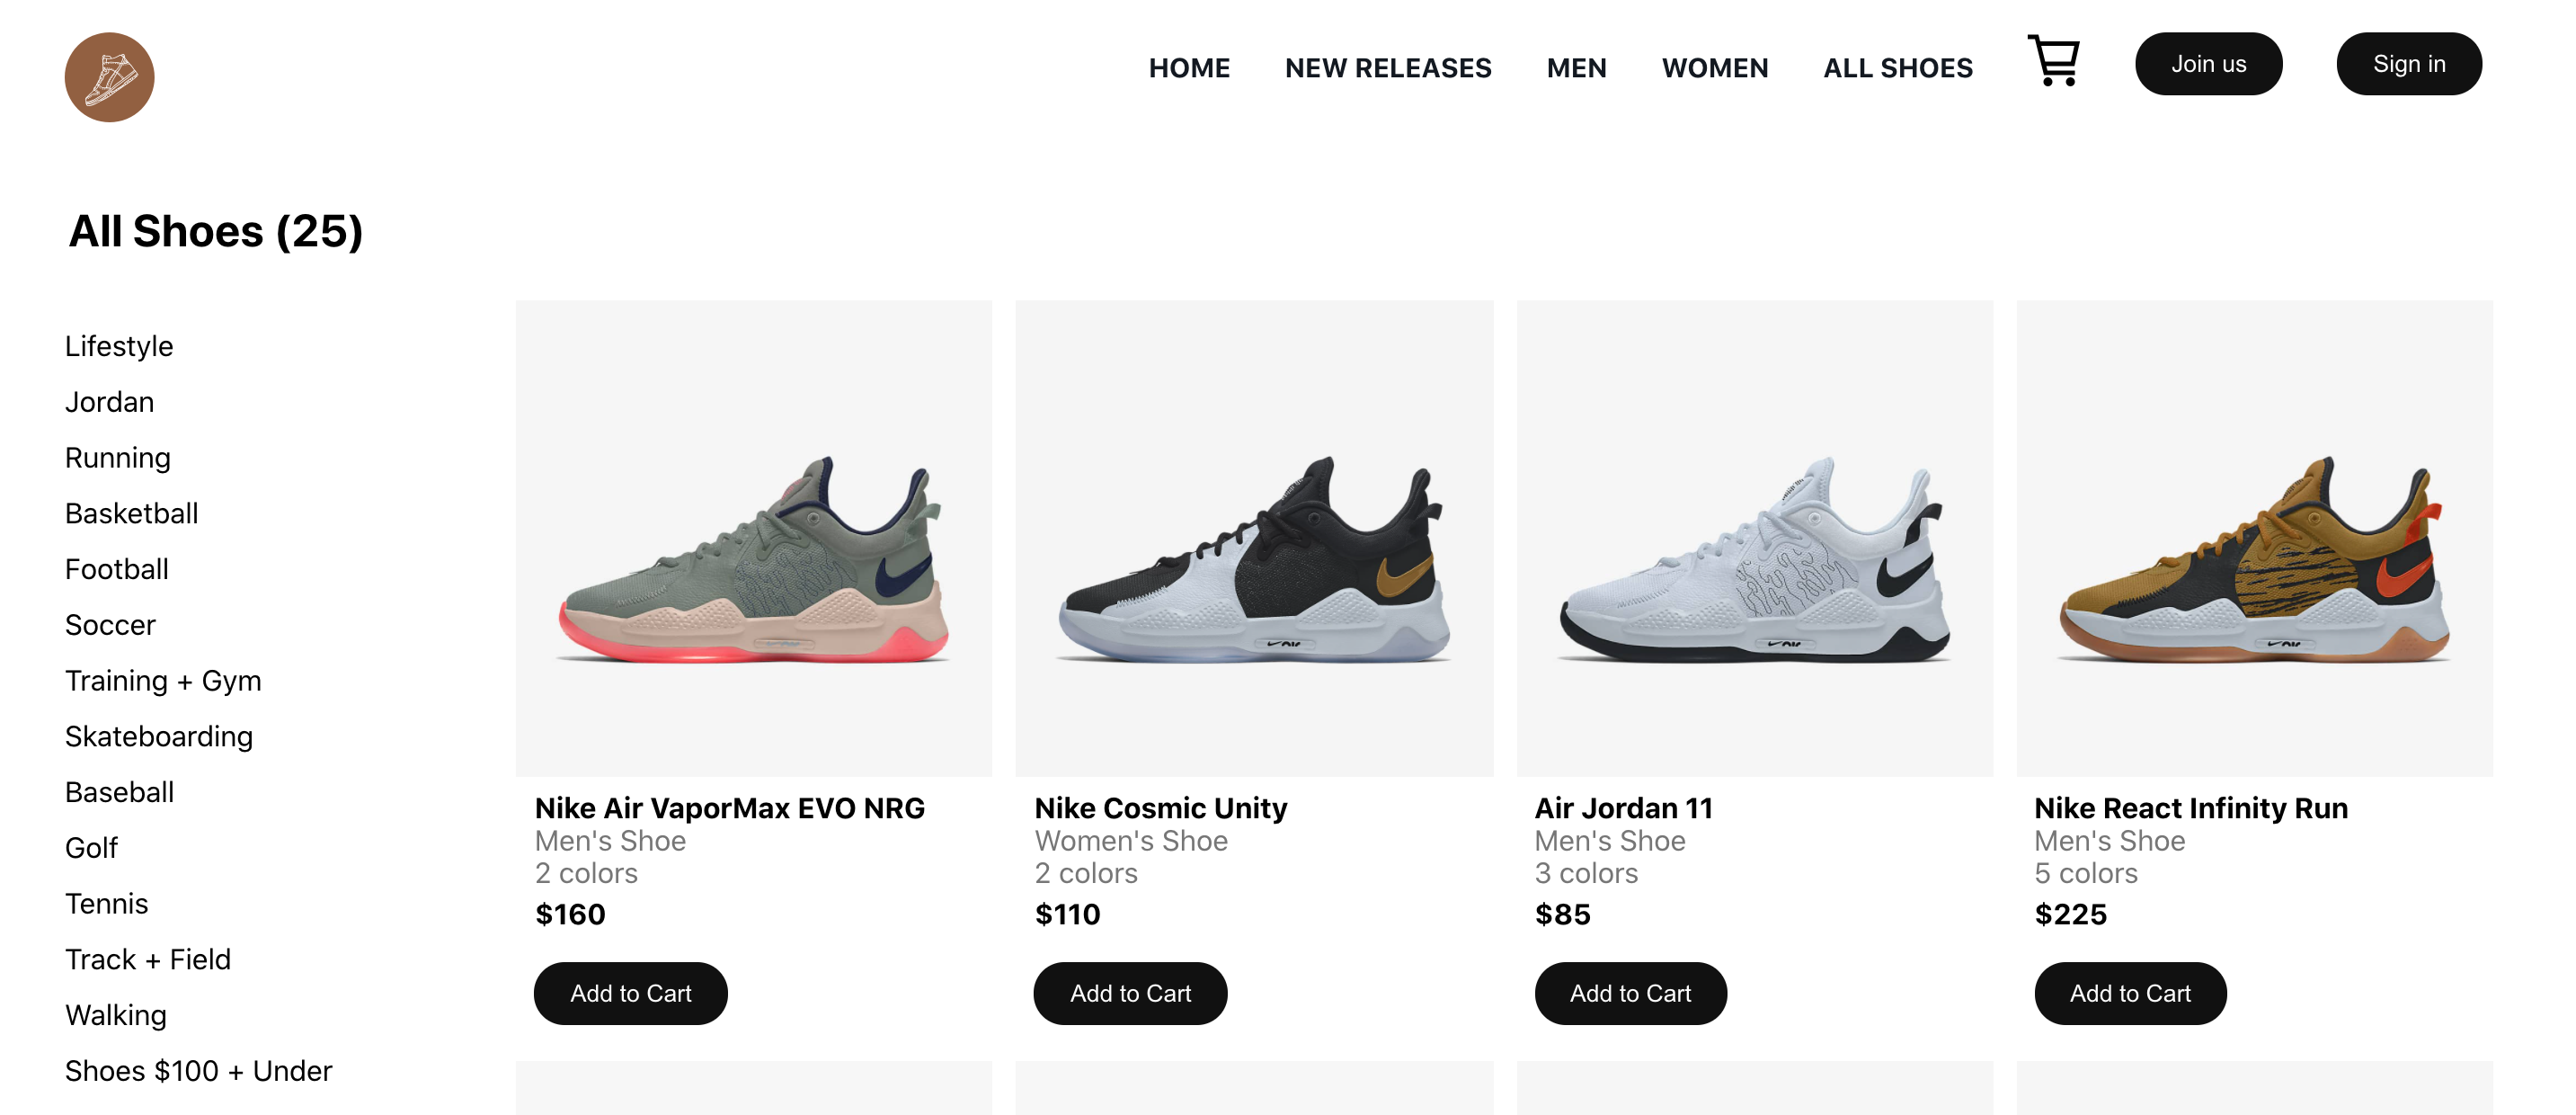 HOME NEW RELEASES MEN WOMEN ALL SHOES Join us Sign in
All Shoes (25)
Lifestyle
Jordan
Running
Basketball
Football
Soccer
Training + Gym
Skateboarding
Baseball
Golf
Tennis
Track + Field
Walking
Shoes $100 + Under
Nike Air VaporMax EVO NRG
Men's Shoe
2 colors
$160
Add to Cart
Nike Cosmic Unity
Women's Shoe
2 colors
$110
Add to Cart
Air Jordan 11
Men's Shoe
3 colors
$85
Add to Cart
Nike React Infinity Run
Men's Shoe
5 colors
$225
Add to Cart